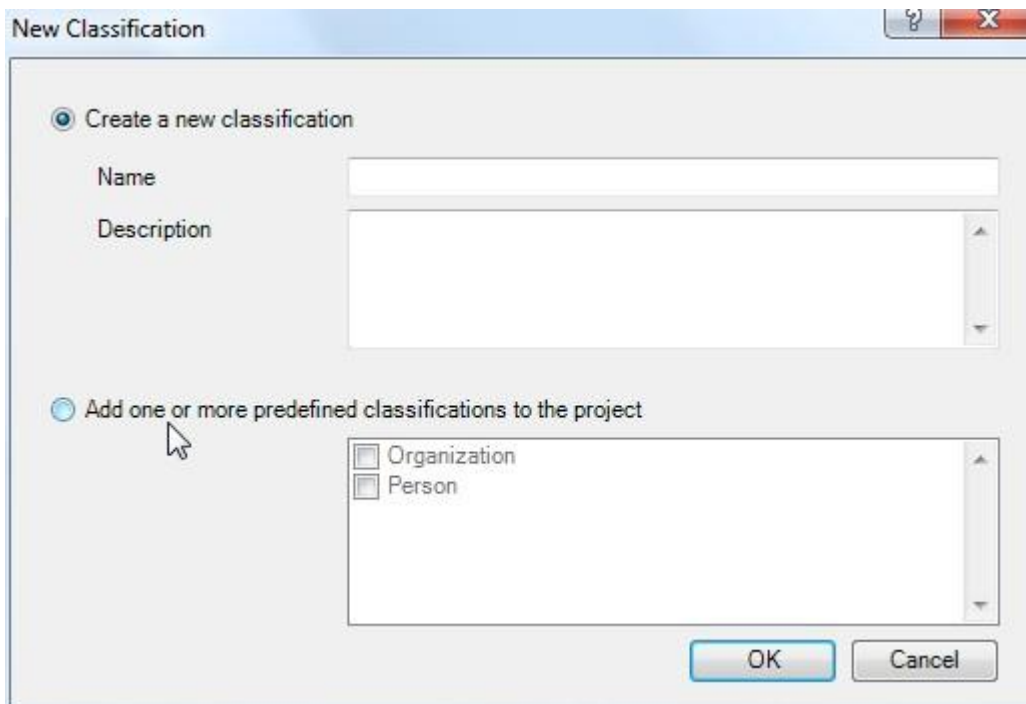 New Classification
Create a new classification
Name
Description
Add one or more predefined classifications to the project
Organization
Person
OK
Cancel